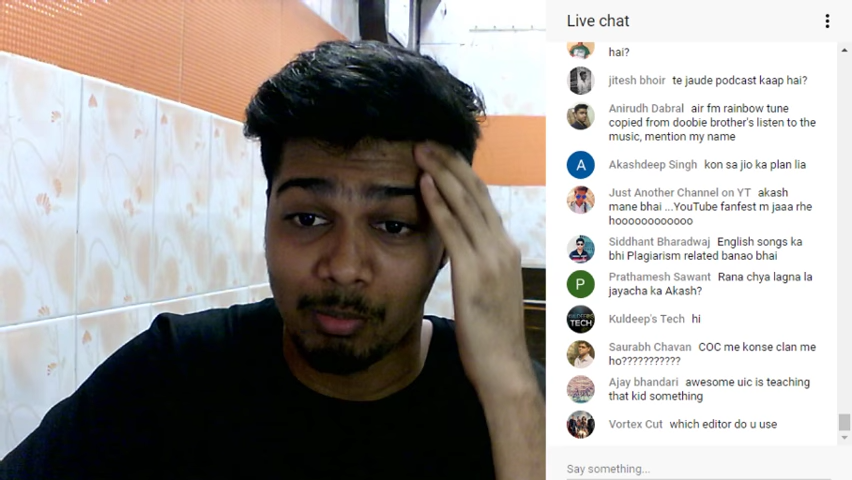 Live chat
hai?
jitesh bhoir te jaude podcast kaap hai?
Anirudh Dabral air fm rainbow tune
copied from doobie brother's listen to the
music, mention my name
A
Akashdeep Singh kon sa jio ka plan lia
Just Another Channel on YT akash
mane bhai ...YouTube fanfest m jaaa rhe
hooooooooooooo
Siddhant Bharadwaj English songs ka
bhi Plagiarism related banao bhai
P
Prathamesh Sawant Rana chya lagna la
jayacha ka Akash?
TECH
Kuldeep's Tech hi
Saurabh Chavan COC me konse clan me
ho???????????
Ajay bhandari awesome uic is teaching
that kid something
Vortex Cut which editor do u use
Say something...